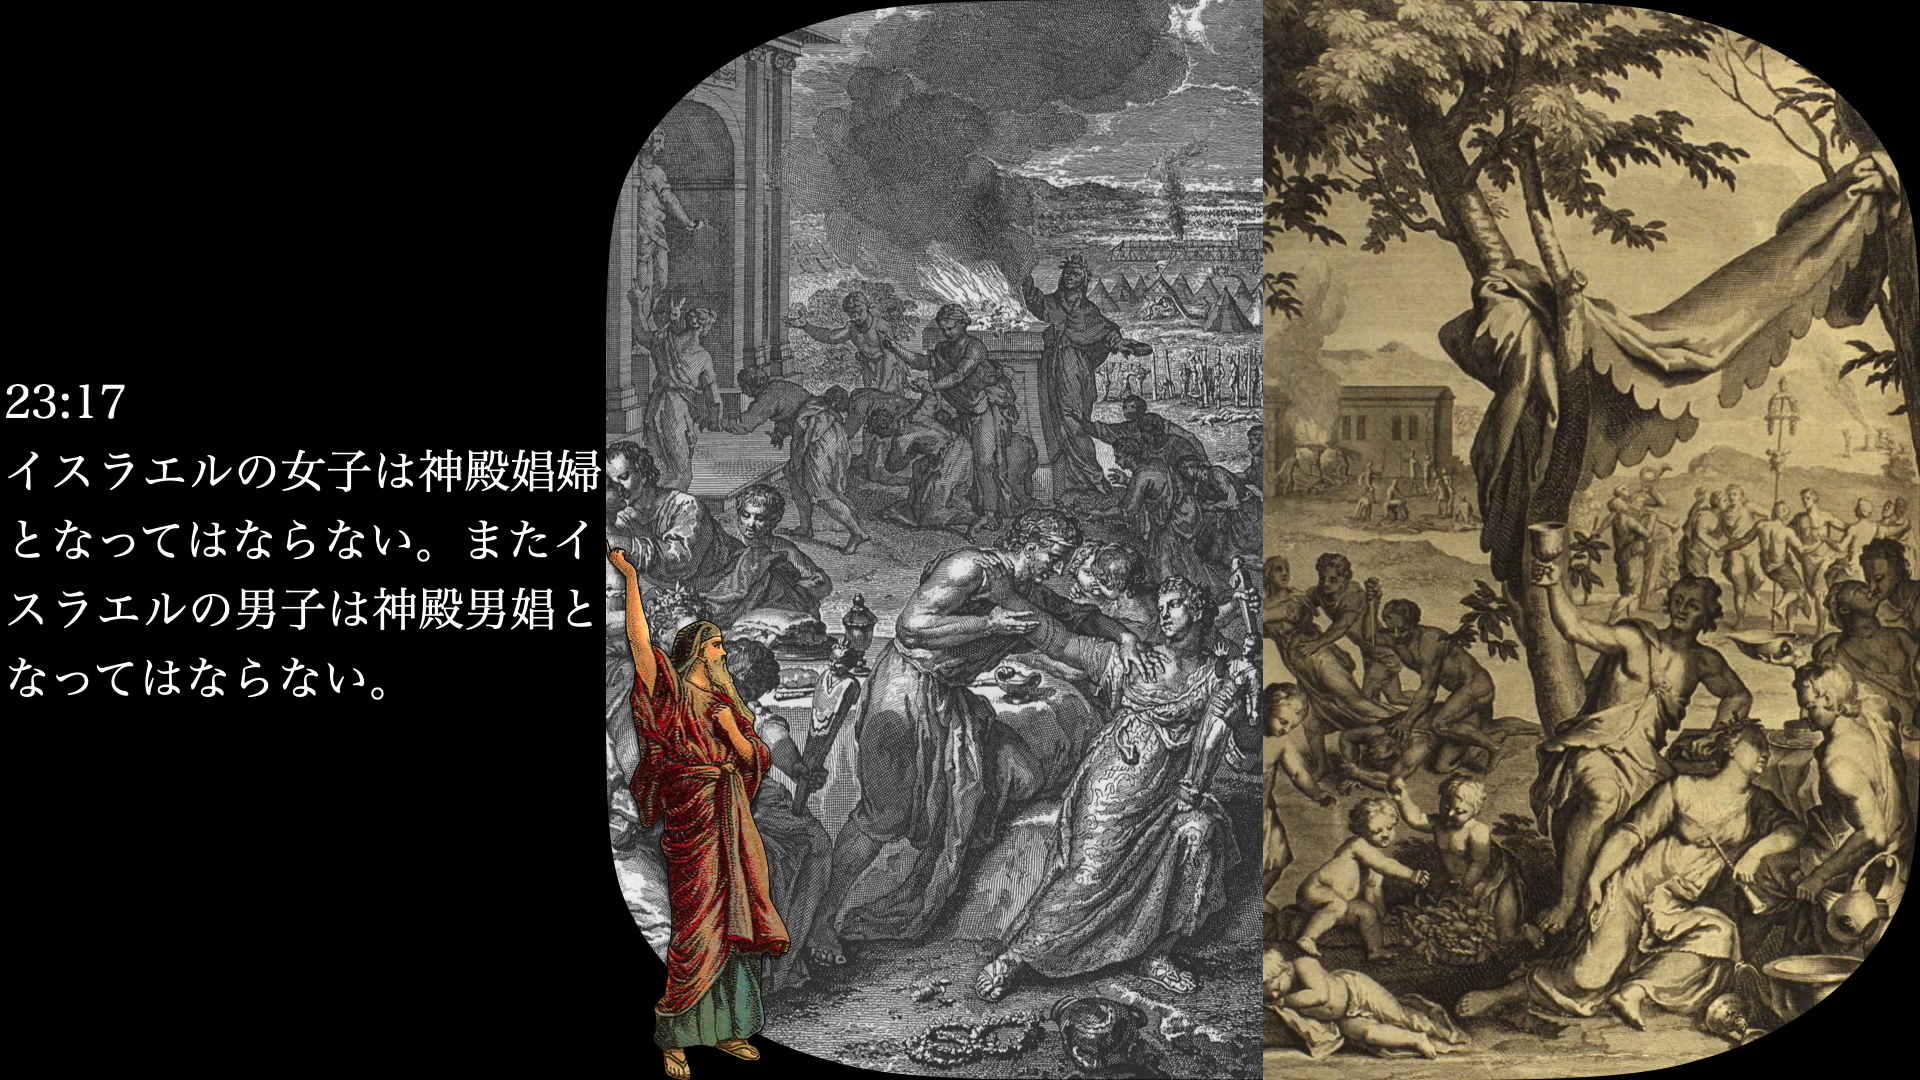 23:17
イスラエルの女子は神殿娼婦
となってはならない。またイ
スラエルの男子は神殿男娼と
なってはならない。